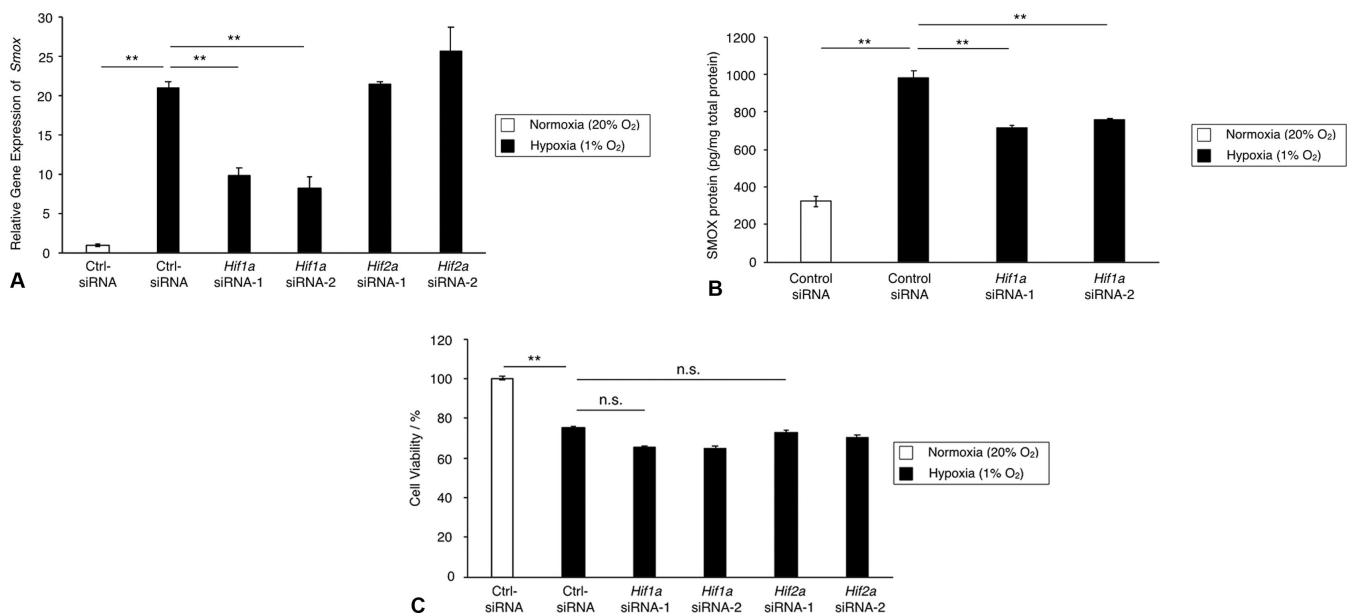 Relative Gene Expression of Smox
30
25
20
15
10
5
0
**
**
**
Ctrl-
siRNA
Ctrl-
siRNA
Hif1a
siRNA-1
Hif1a
siRNA-2
Hif2a
siRNA-1
Hif2a
siRNA-2
Normoxia (20% O₂)
Hypoxia (1% O₂)
A
SMOX protein (pg/mg total protein)
1200
1000
800
600
400
200
0
**
**
**
Control
siRNA
Control
siRNA
Hif1a
siRNA-1
Hif1a
siRNA-2
Normoxia (20% O₂)
Hypoxia (1% O₂)
B
Cell Viability / %
120
100
80
60
40
20
0
**
n.s.
n.s.
Ctrl-
siRNA
Ctrl-
siRNA
Hif1a
siRNA-1
Hif1a
siRNA-2
Hif2a
siRNA-1
Hif2a
siRNA-2
Normoxia (20% O₂)
Hypoxia (1% O₂)
C